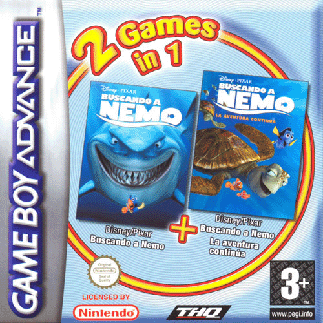 GAME BOY ADVANCE
TM
2 Games
in 1
Disney · PIXAR
BUSCANDO A
NEMO
Disney · PIXAR
BUSCANDO A
NEMO
LA AVENTURA CONTINÚA
Disney/Pixar
Buscando a Nemo
+
Disney/Pixar
Buscando a Nemo
La aventura
continúa
LICENSED BY
Nintendo
THQ
3+
www.pegi.info